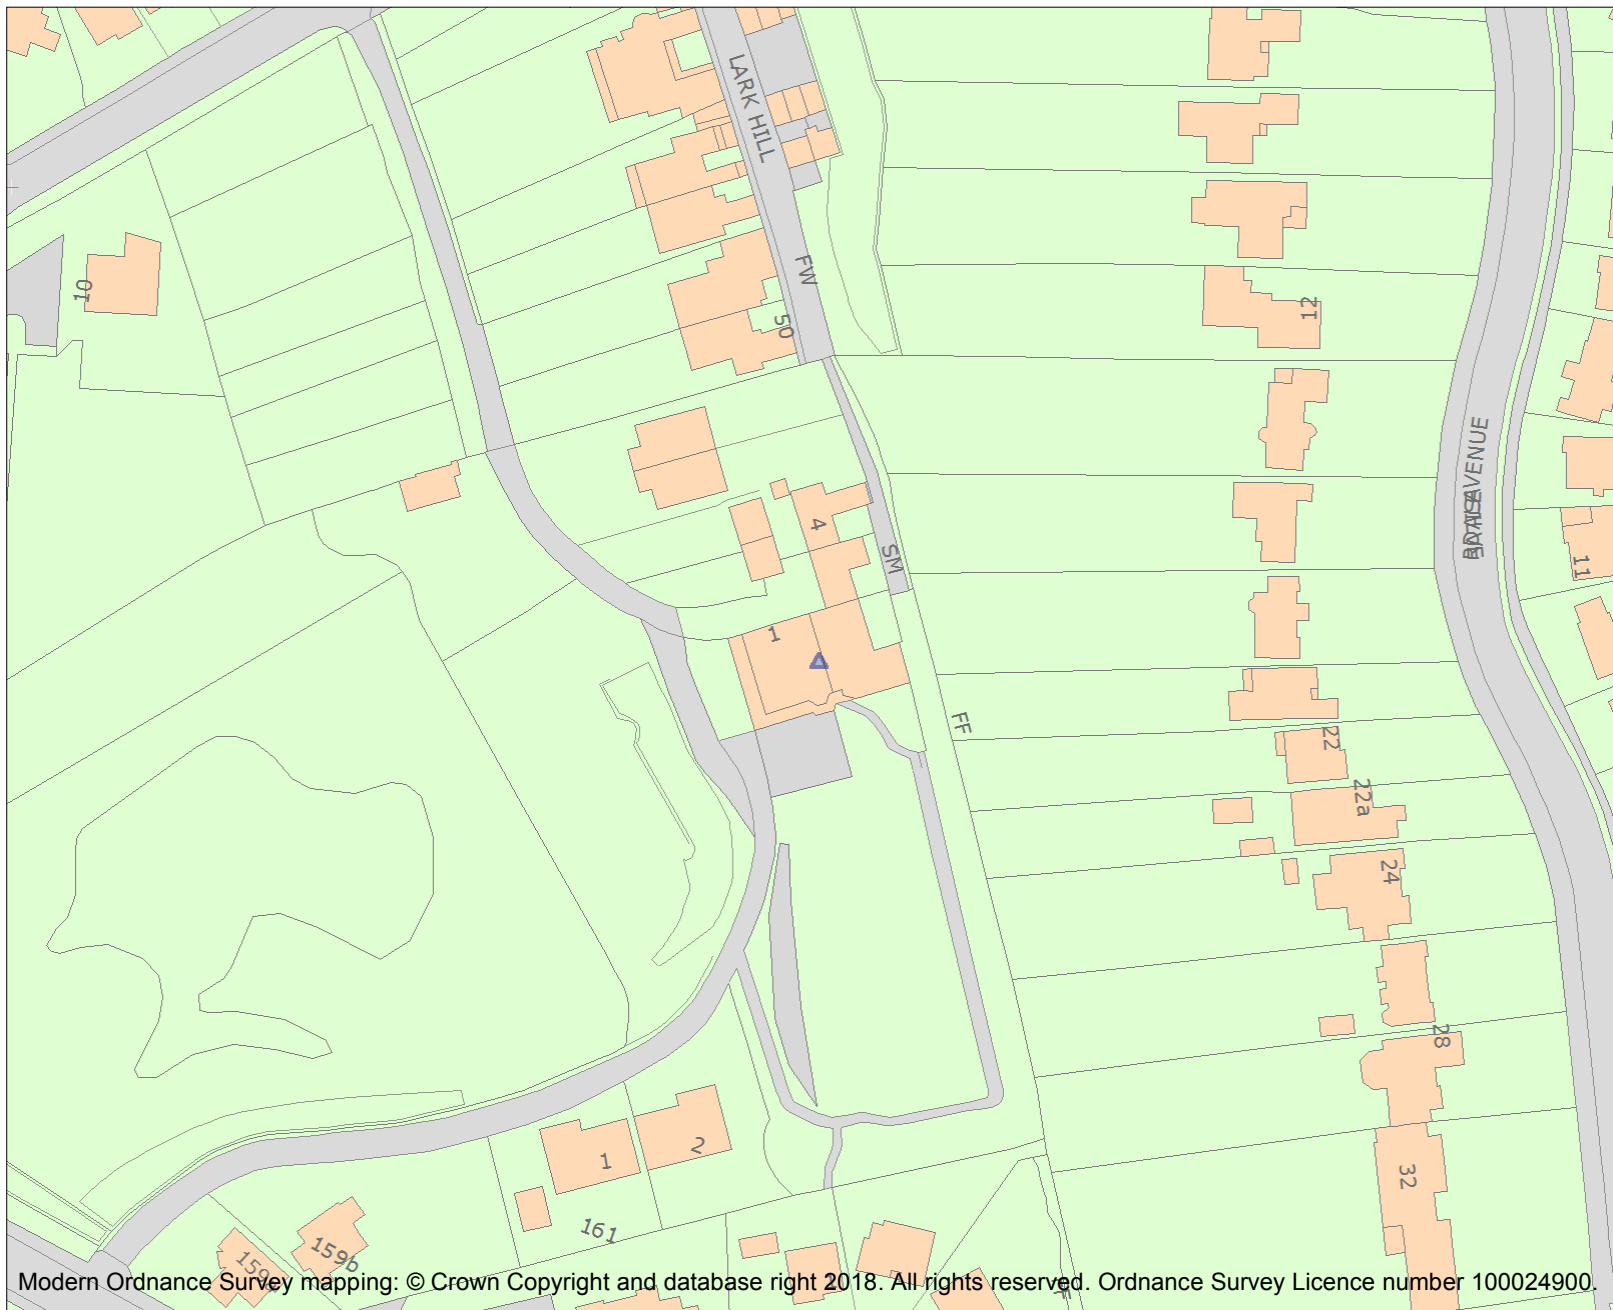 LARK HILL
FW
10
50
12
4
SM
11
1
FF
22
22a
24
28
1
2
32
161
159b
Modern Ordnance Survey mapping: © Crown Copyright and database right 2018. All rights reserved. Ordnance Survey Licence number 100024900.